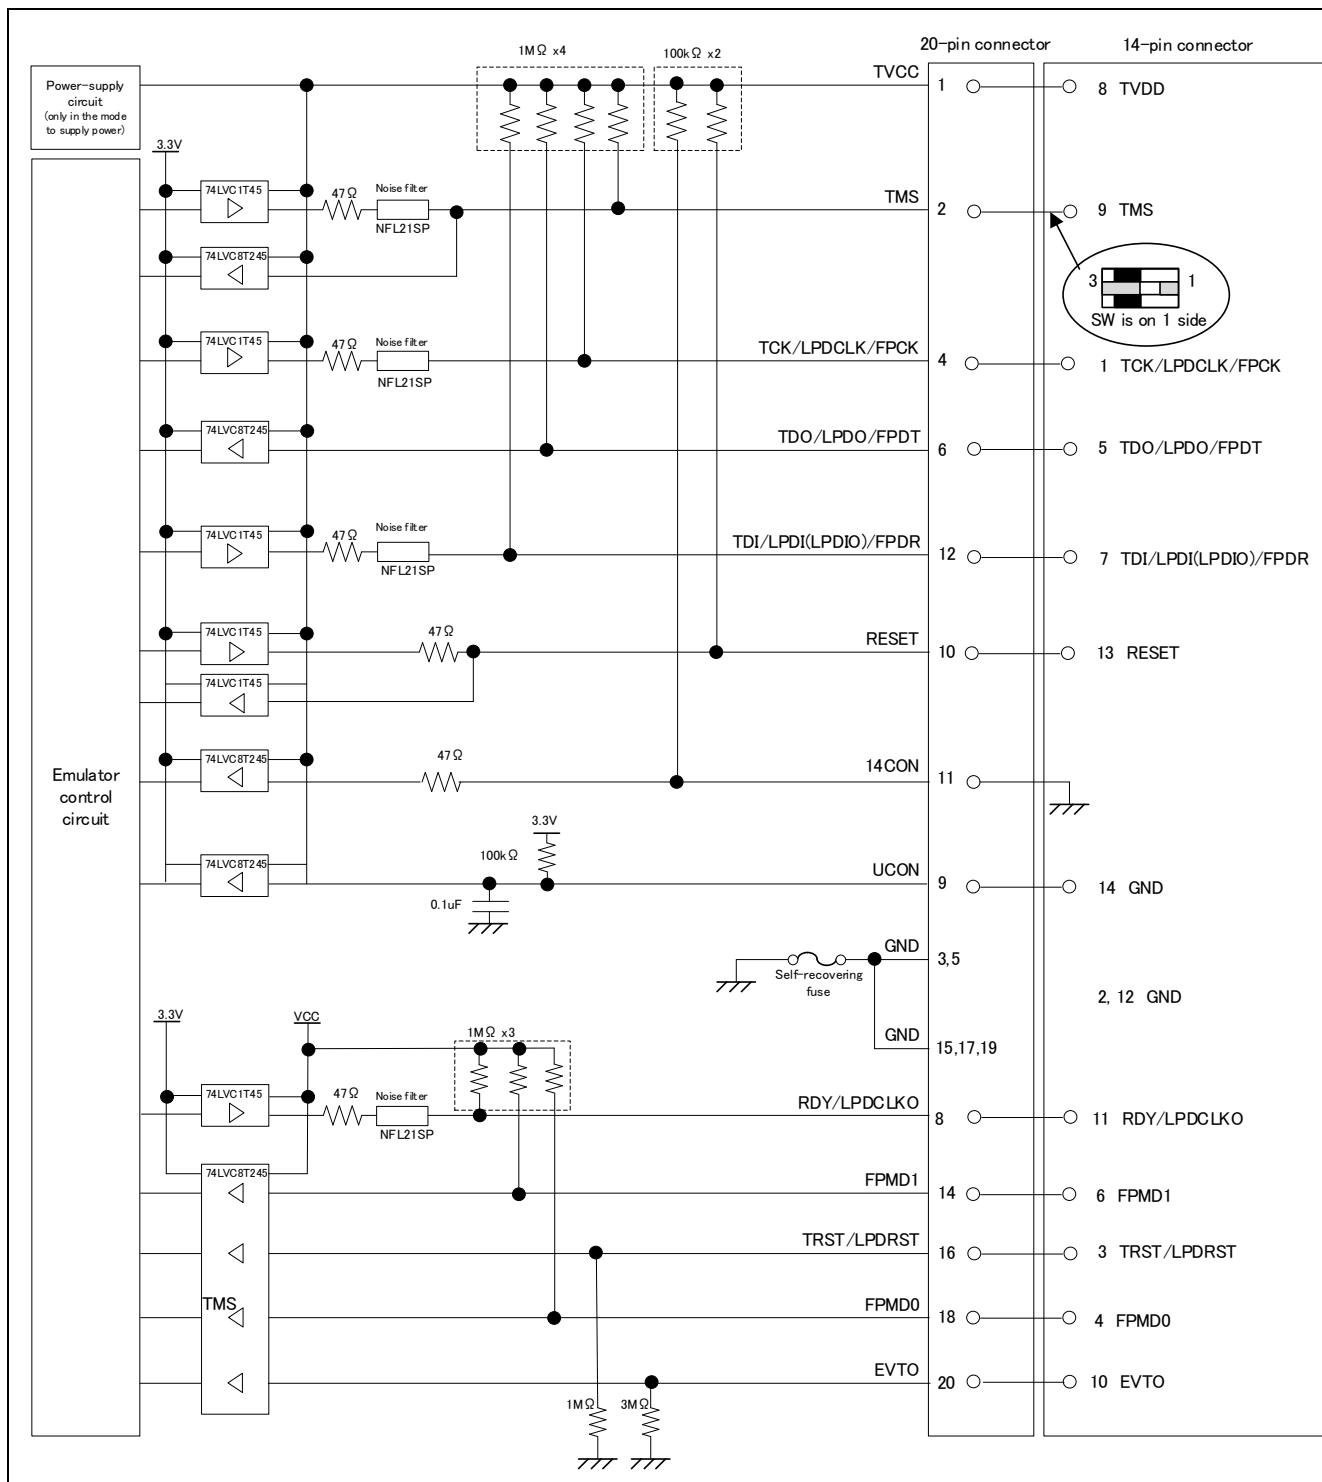 20-pin connector
14-pin connector
1MΩ x4
100kΩ x2
TVCC
1
8 TVDD
Power-supply
circuit
(only in the mode
to supply power)
3.3V
74LVC1T45
47Ω
Noise filter
NFL21SP
TMS
2
9 TMS
74LVC8T245
3
1
SW is on 1 side
74LVC1T45
47Ω
Noise filter
NFL21SP
TCK/LPDCLK/FPCK
4
1 TCK/LPDCLK/FPCK
74LVC8T245
TDO/LPDO/FPDT
6
5 TDO/LPDO/FPDT
74LVC1T45
47Ω
Noise filter
NFL21SP
TDI/LPDI(LPDIO)/FPDR
12
7 TDI/LPDI(LPDIO)/FPDR
74LVC1T45
47Ω
RESET
10
13 RESET
74LVC1T45
74LVC8T245
47Ω
14CON
11
Emulator
control
circuit
3.3V
74LVC8T245
100kΩ
0.1uF
UCON
9
14 GND
GND
3,5
Self-recovering
fuse
2, 12 GND
GND
15,17,19
3.3V
VCC
1MΩ x3
74LVC1T45
47Ω
Noise filter
NFL21SP
RDY/LPDCLKO
8
11 RDY/LPDCLKO
74LVC8T245
FPMD1
14
6 FPMD1
TRST/LPDRST
16
3 TRST/LPDRST
TMS
FPMD0
18
4 FPMD0
EVTO
20
10 EVTO
1MΩ
3MΩ